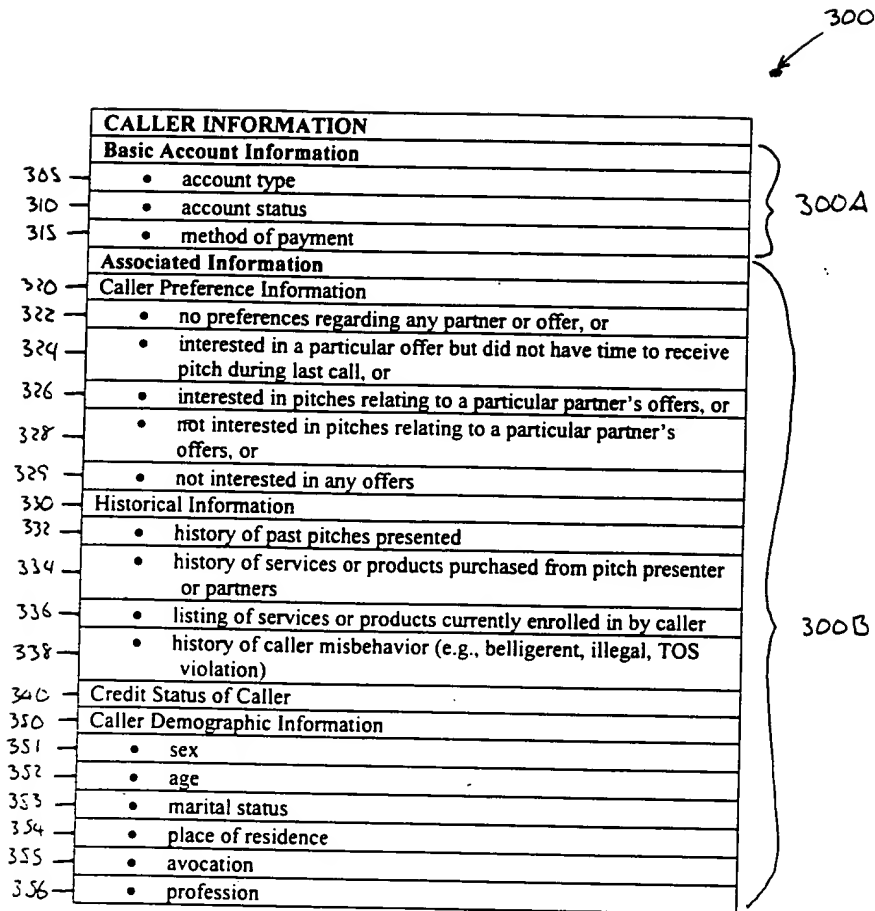 300
CALLER INFORMATION
Basic Account Information
305 • account type
310 • account status
315 • method of payment
300A
Associated Information
320 Caller Preference Information
322 • no preferences regarding any partner or offer, or
324 • interested in a particular offer but did not have time to receive
pitch during last call, or
326 • interested in pitches relating to a particular partner's offers, or
328 • not interested in pitches relating to a particular partner's
offers, or
329 • not interested in any offers
330 Historical Information
332 • history of past pitches presented
334 • history of services or products purchased from pitch presenter
or partners
336 • listing of services or products currently enrolled in by caller
300B
338 • history of caller misbehavior (e.g., belligerent, illegal, TOS
violation)
340 Credit Status of Caller
350 Caller Demographic Information
351 • sex
352 • age
353 • marital status
354 • place of residence
355 • avocation
356 • profession